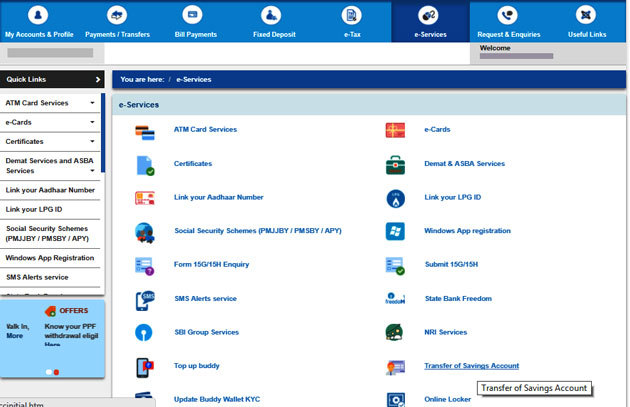 My Accounts & Profile
Payments / Transfers
Bill Payments
Fixed Deposit
e-Tax
e-Services
Request & Enquiries
Useful Links
Welcome
Quick Links
You are here: / e-Services
ATM Card Services
e-Cards
Certificates
Demat Services and ASBA
Services
Link your Aadhaar Number
Link your LPG ID
Social Security Schemes
(PMJJBY / PMSBY / APY)
Windows App Registration
SMS Alerts service
OFFERS
Valk In,
More
Know your PPF
withdrawal eligil
Here
e-Services
ATM Card Services
e-Cards
Certificates
Demat & ASBA Services
Link your Aadhaar Number
Link your LPG ID
Social Security Schemes (PMJJBY / PMSBY / APY)
Windows App registration
Form 15G/15H Enquiry
Submit 15G/15H
SMS
SMS Alerts service
freedom
State Bank Freedom
SBI Group Services
NRI Services
Top up buddy
Transfer of Savings Account
Transfer of Savings Account
Update Buddy Wallet KYC
Online Locker